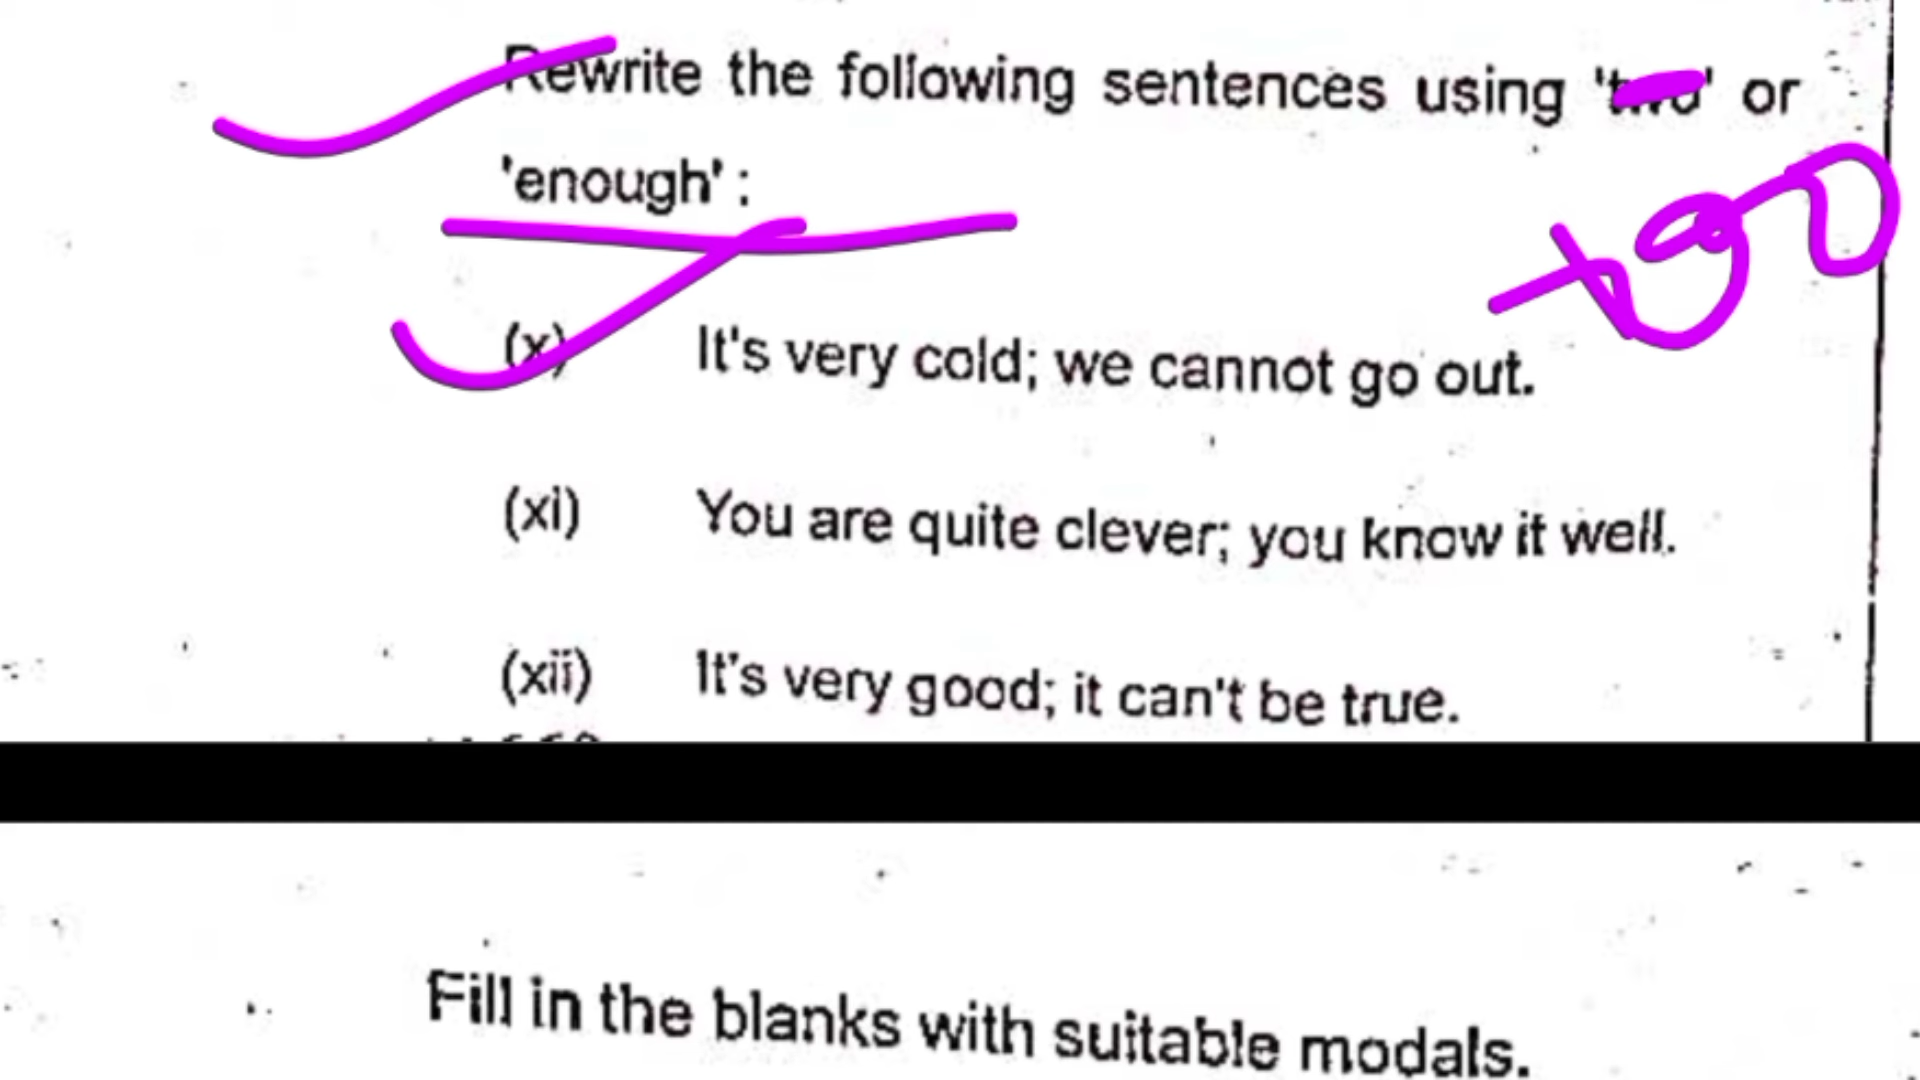 Rewrite the following sentences using 'two' or
'enough' :
too
(x) It's very cold; we cannot go out.
(xi) You are quite clever; you know it well.
(xii) It's very good; it can't be true.
Fill in the blanks with suitable modals.